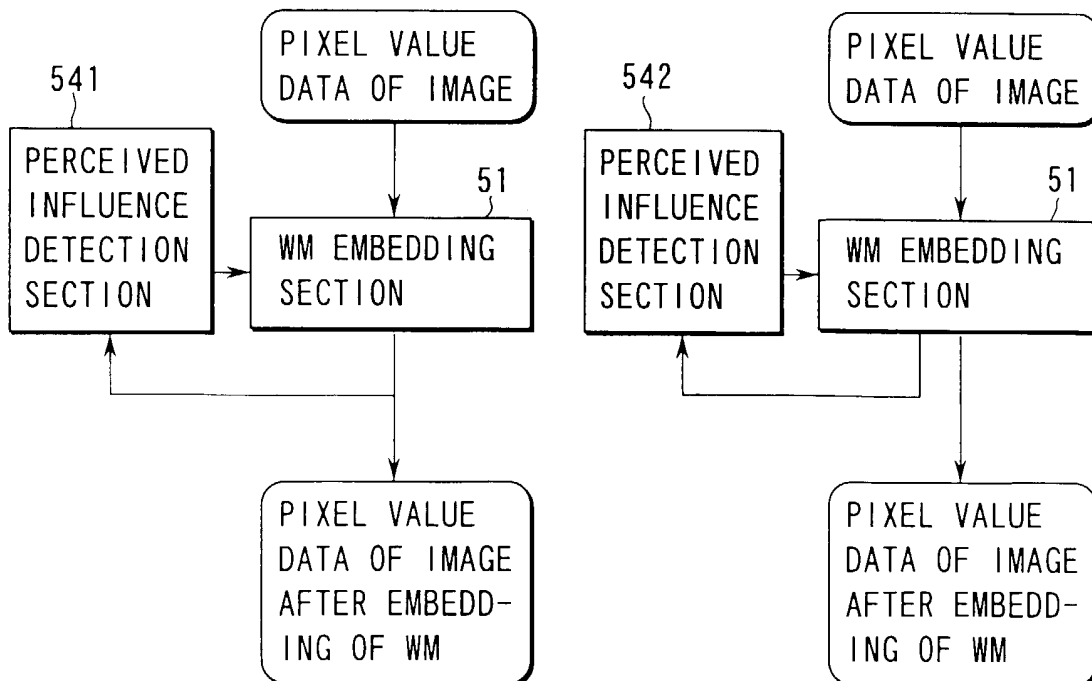 PIXEL VALUE
DATA OF IMAGE
541
PERCEIVED
INFLUENCE
DETECTION
SECTION
51
WM EMBEDDING
SECTION
PIXEL VALUE
DATA OF IMAGE
AFTER EMBEDD-
ING OF WM
PIXEL VALUE
DATA OF IMAGE
542
PERCEIVED
INFLUENCE
DETECTION
SECTION
51
WM EMBEDDING
SECTION
PIXEL VALUE
DATA OF IMAGE
AFTER EMBEDD-
ING OF WM